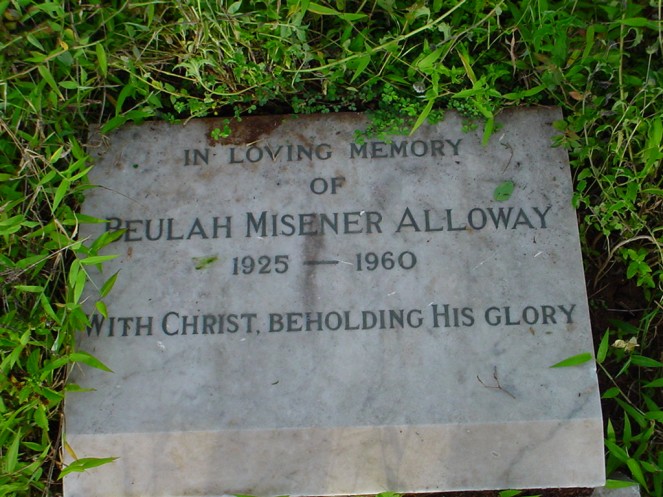 IN LOVING MEMORY
OF
BEULAH MISENER ALLOWAY
1925 — 1960
WITH CHRIST, BEHOLDING HIS GLORY